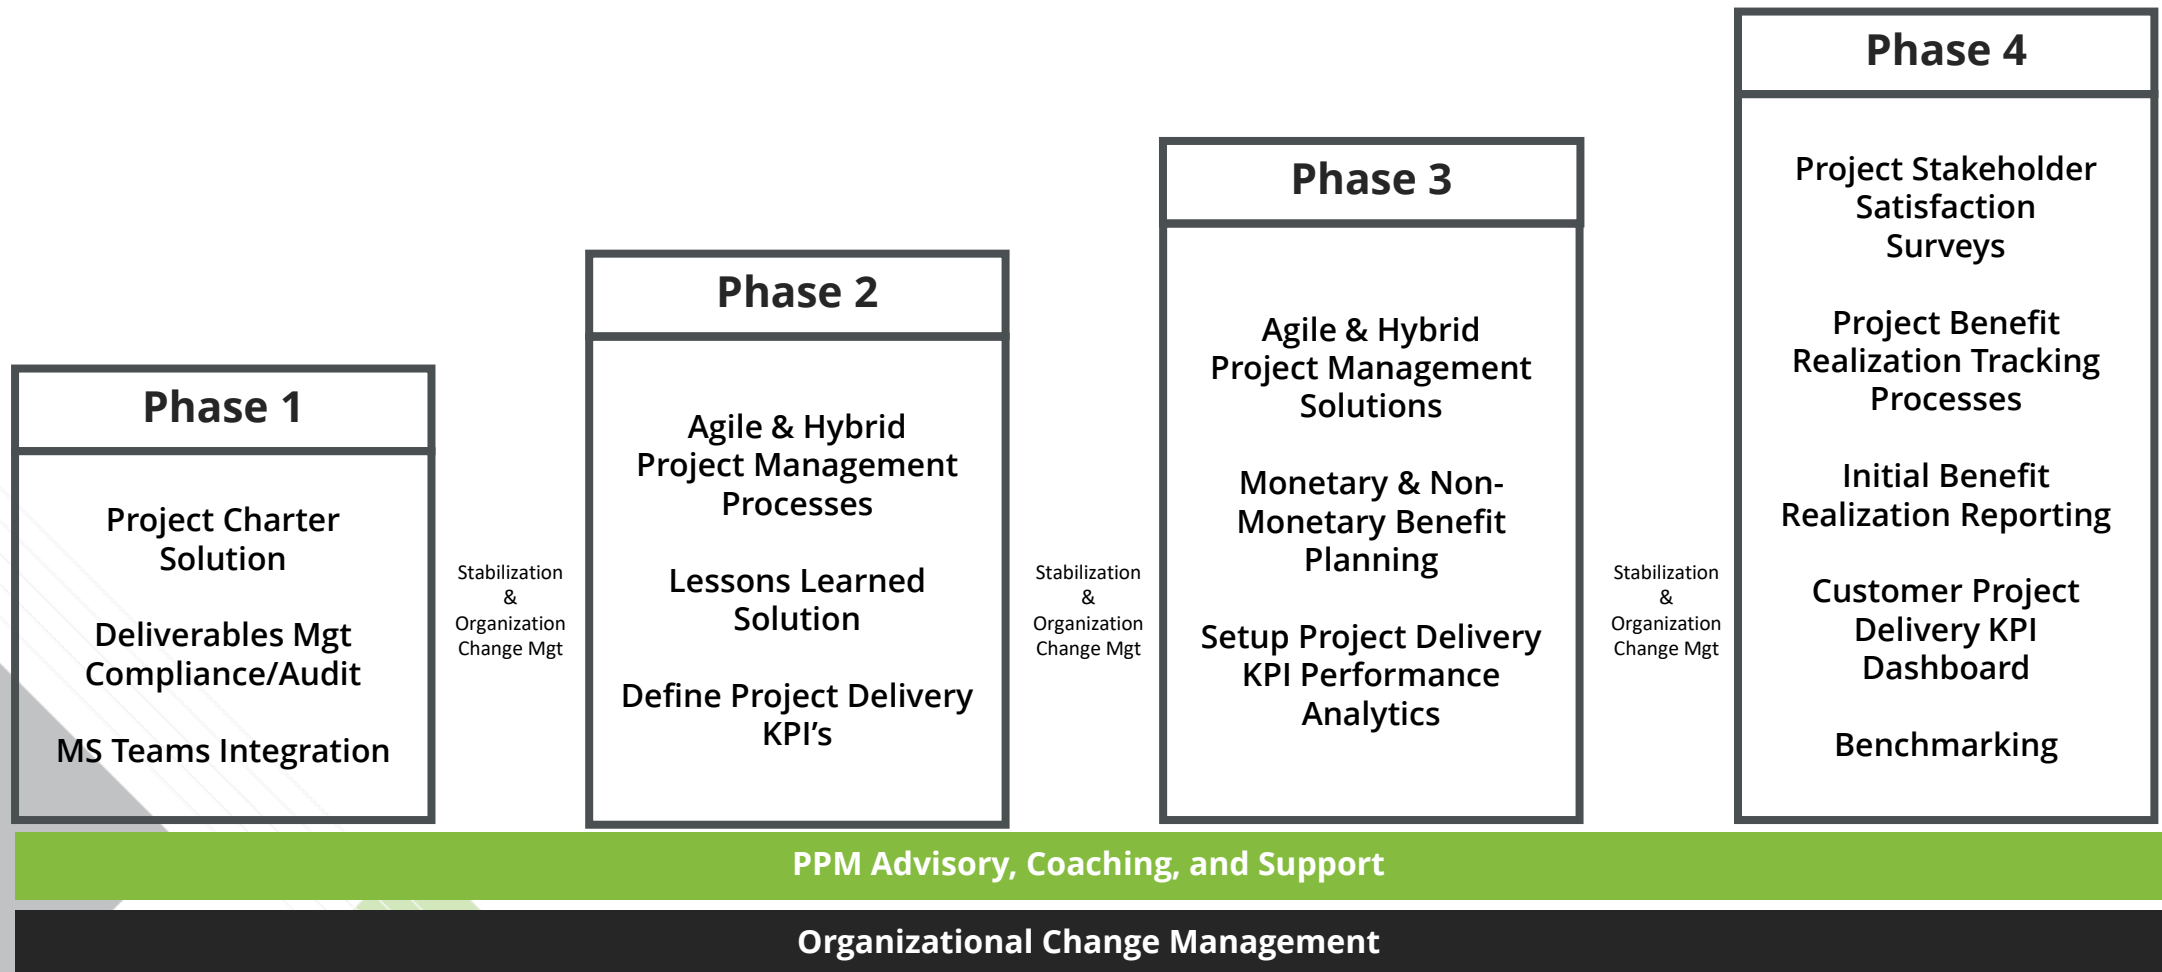 Phase 1
Project Charter
Solution
Deliverables Mgt
Compliance/Audit
MS Teams Integration
Stabilization
&
Organization
Change Mgt
Phase 2
Agile & Hybrid
Project Management
Processes
Lessons Learned
Solution
Define Project Delivery
KPI’s
Stabilization
&
Organization
Change Mgt
Phase 3
Agile & Hybrid
Project Management
Solutions
Monetary & Non-
Monetary Benefit
Planning
Setup Project Delivery
KPI Performance
Analytics
Stabilization
&
Organization
Change Mgt
Phase 4
Project Stakeholder
Satisfaction
Surveys
Project Benefit
Realization Tracking
Processes
Initial Benefit
Realization Reporting
Customer Project
Delivery KPI
Dashboard
Benchmarking
PPM Advisory, Coaching, and Support
Organizational Change Management